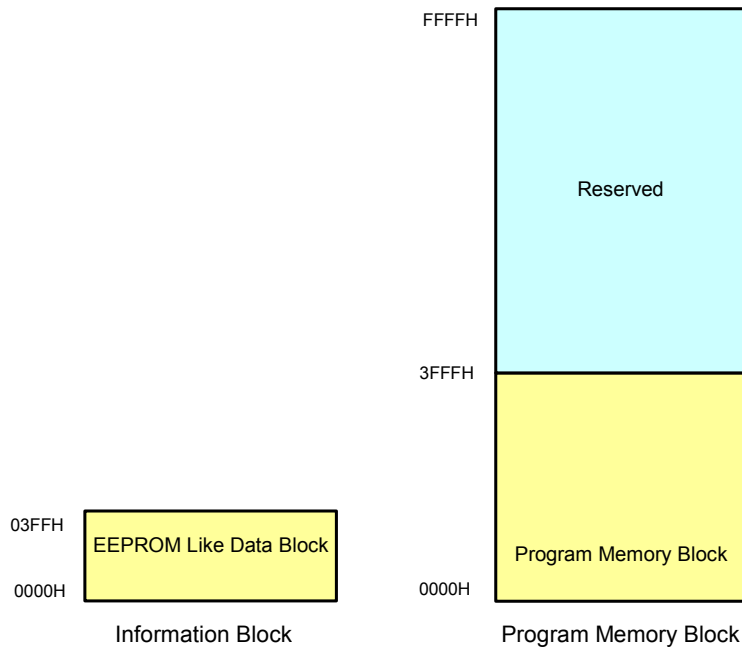 FFFFH
Reserved
3FFFH
03FFH
EEPROM Like Data Block
Program Memory Block
0000H
0000H
Information Block
Program Memory Block